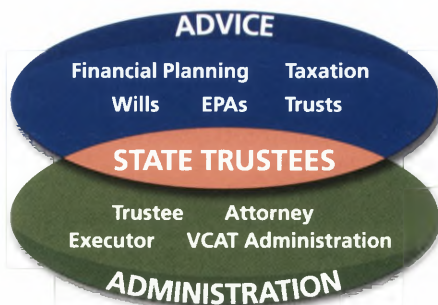 ADVICE
Financial Planning Taxation
Wills EPAs Trusts
STATE TRUSTEES
Trustee Attorney
Executor VCAT Administration
ADMINISTRATION